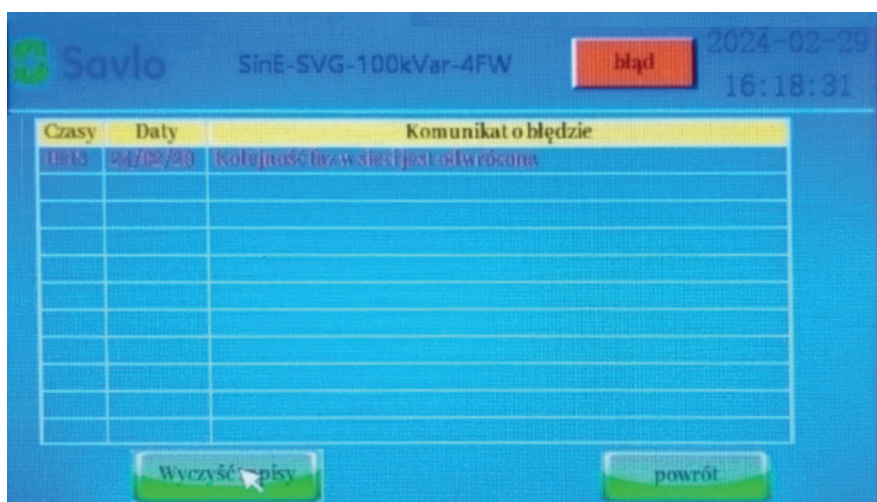 Savlo
SinE-SVG-100kVar-4FW
błąd
2024-02-29
16:18:31
Czasy Daty Komunikat o błędzie
Kolejność faz w sieci jest odwrócona
Wyczyść
powrót